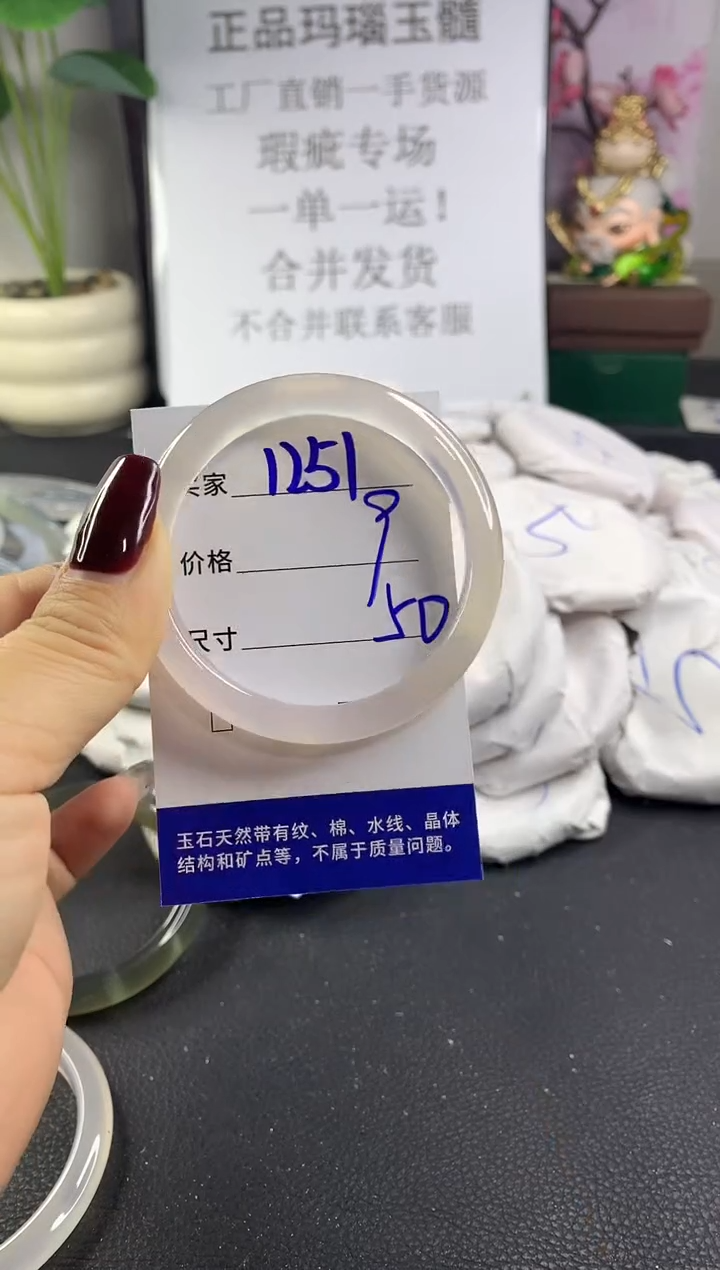 正品玛瑙玉髓
工厂直销一手货源
瑕疵专场
一单一运！
合并发货
不合并联系客服
买家 1251
价格 9
尺寸 50
玉石天然带有纹、棉、水线、晶体
结构和矿点等，不属于质量问题。
5